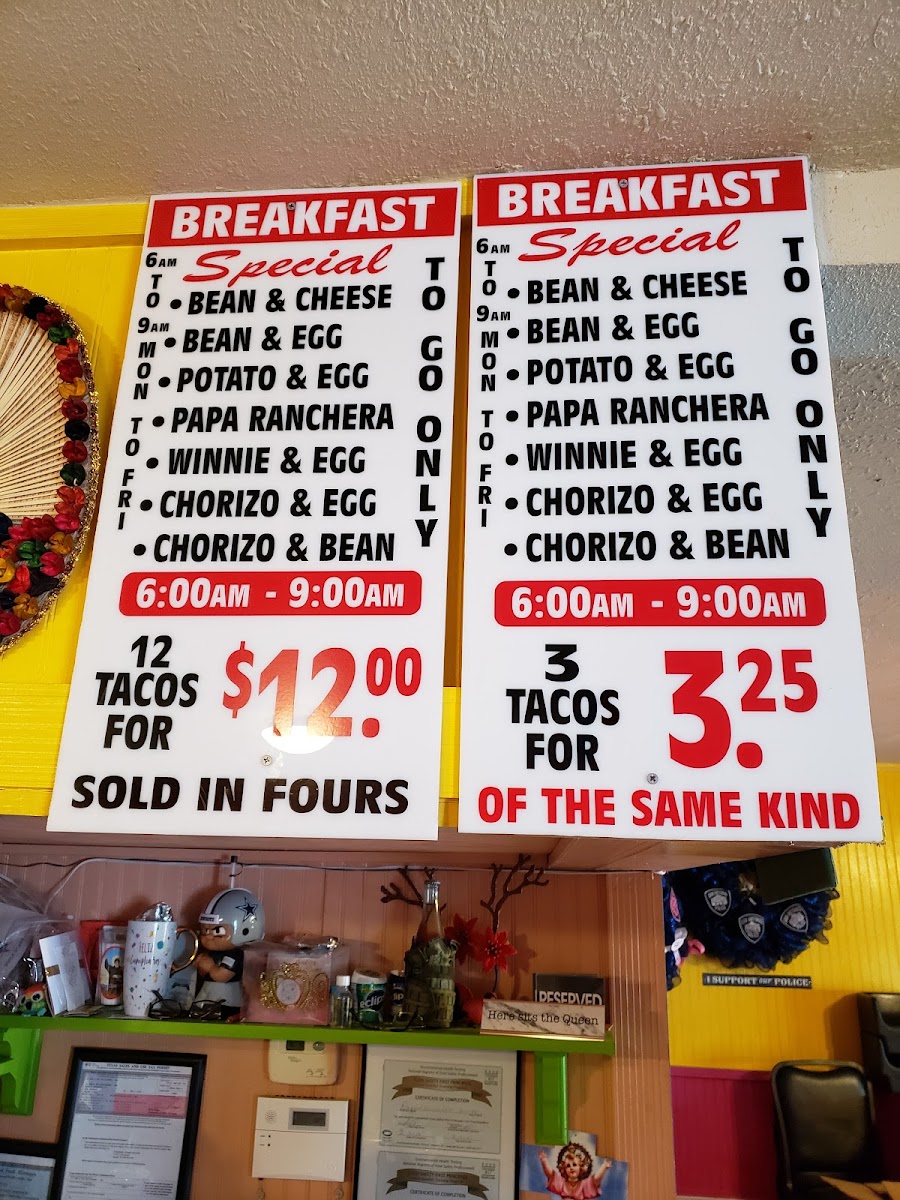 BREAKFAST
Special
6AM TO 9AM MON TO FRI
• BEAN & CHEESE
• BEAN & EGG
• POTATO & EGG
• PAPA RANCHERA
• WINNIE & EGG
• CHORIZO & EGG
• CHORIZO & BEAN
TO GO ONLY
6:00AM - 9:00AM
12
TACOS
FOR
$12.00
SOLD IN FOURS
BREAKFAST
Special
6AM TO 9AM MON TO FRI
• BEAN & CHEESE
• BEAN & EGG
• POTATO & EGG
• PAPA RANCHERA
• WINNIE & EGG
• CHORIZO & EGG
• CHORIZO & BEAN
TO GO ONLY
6:00AM - 9:00AM
3
TACOS
FOR
3.25
OF THE SAME KIND
RESERVED
Here sits the Queen
I SUPPORT OUR POLICE
CERTIFICATE OF COMPLETION
CERTIFICATE OF COMPLETION